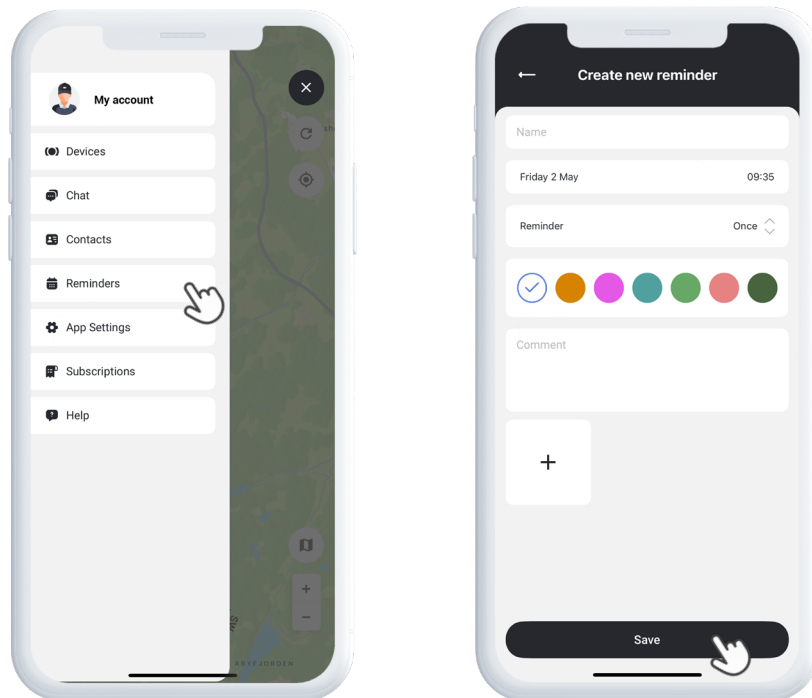 My account
Devices
Chat
Contacts
Reminders
App Settings
Subscriptions
Help
Create new reminder
Name
Friday 2 May 09:35
Reminder Once
Comment
+
Save